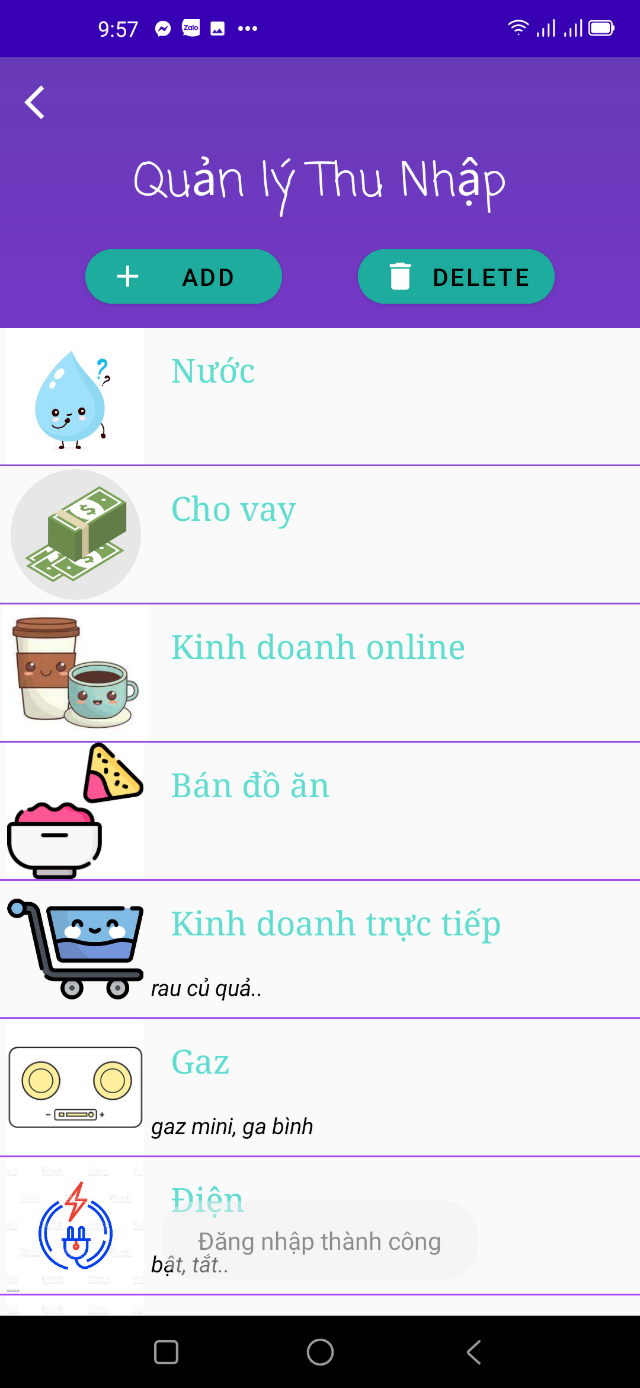 9:57 Zalo
Quản lý Thu Nhập
ADD DELETE
Nước
Cho vay
Kinh doanh online
Bán đồ ăn
Kinh doanh trực tiếp
rau củ quả..
Gaz
gaz mini, ga bình
Điện
Đăng nhập thành công
bật, tắt..